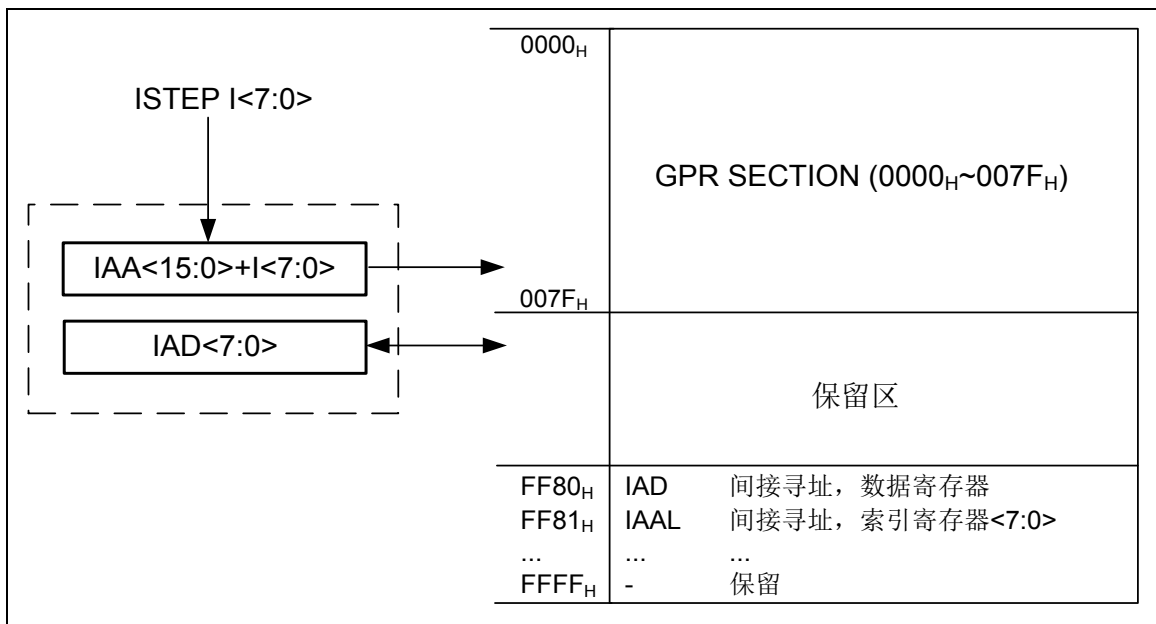 0000H
ISTEP I<7:0>
GPR SECTION (0000H~007FH)
IAA<15:0>+I<7:0>
007FH
IAD<7:0>
保留区
FF80H IAD 间接寻址，数据寄存器
FF81H IAAL 间接寻址，索引寄存器<7:0>
... ... ...
FFFFH - 保留